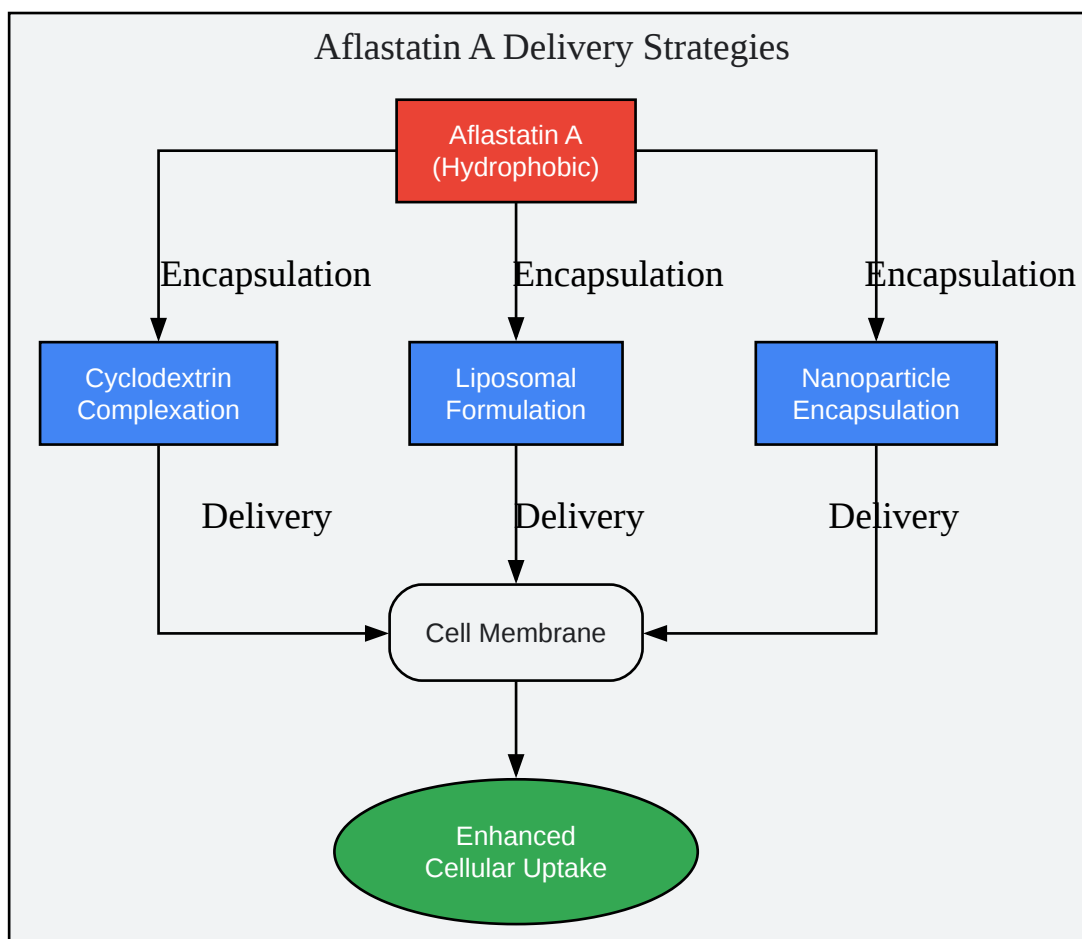 Aflastatin A Delivery Strategies
Aflastatin A
(Hydrophobic)
Encapsulation
Encapsulation
Encapsulation
Cyclodextrin
Complexation
Liposomal
Formulation
Nanoparticle
Encapsulation
Delivery
Delivery
Delivery
Cell Membrane
Enhanced
Cellular Uptake